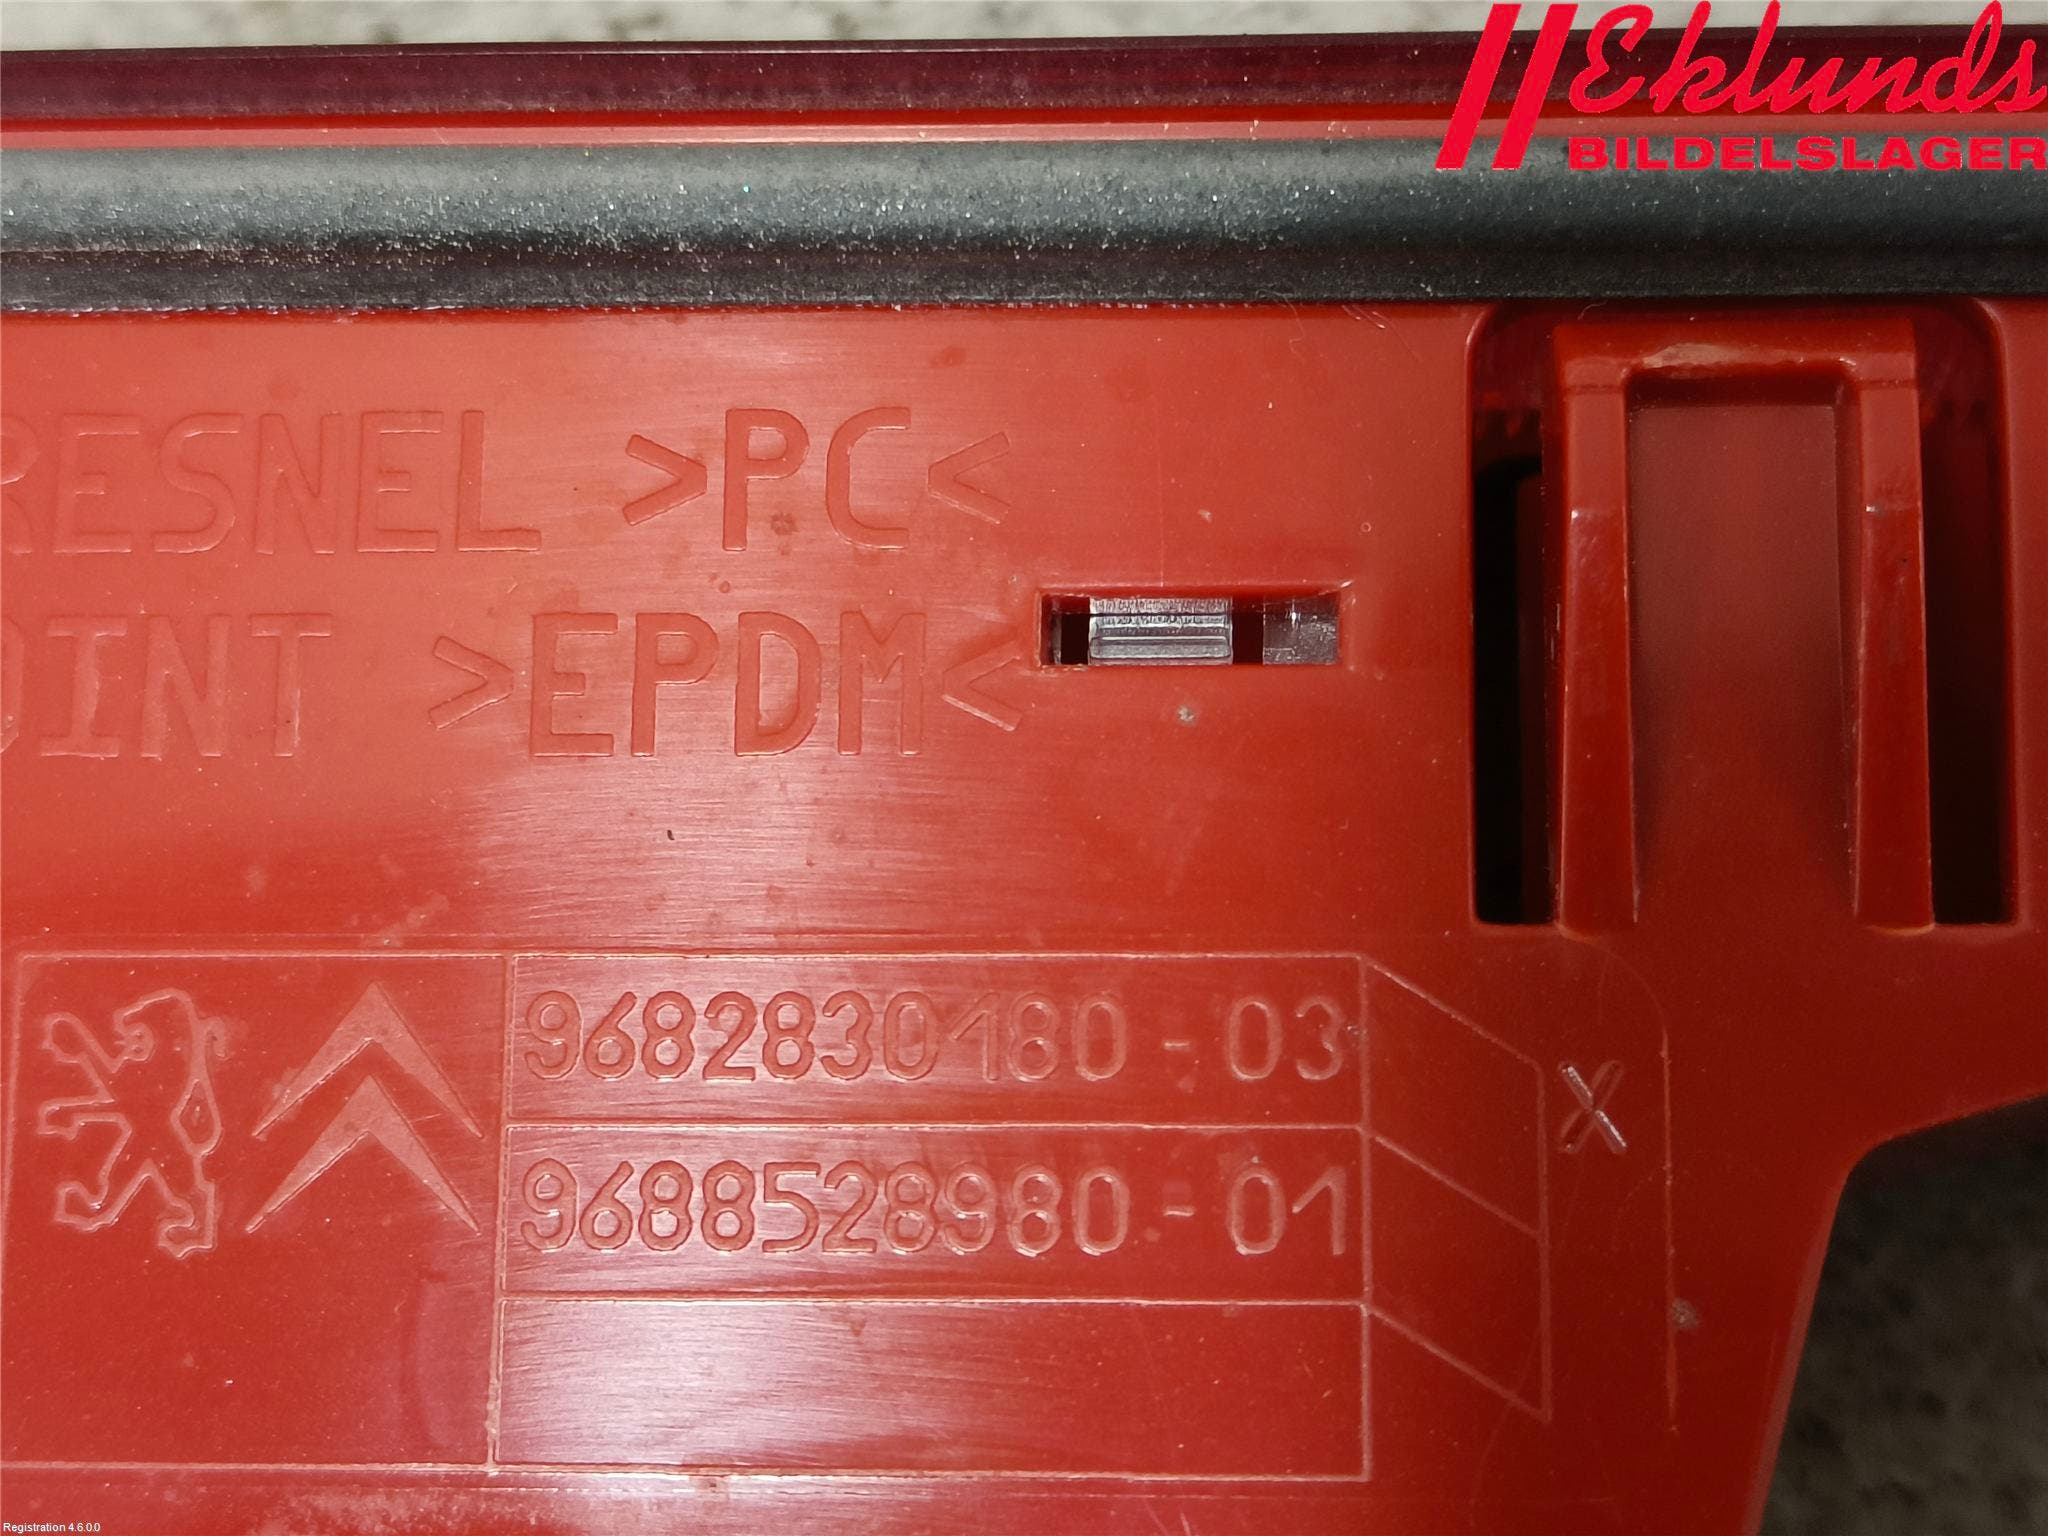 Eklunds
BILDELSLAGER
RESNEL >PC<
OINT >EPDM<
9682830180-03
X
9688528980-01
Registration 4.6.0.0